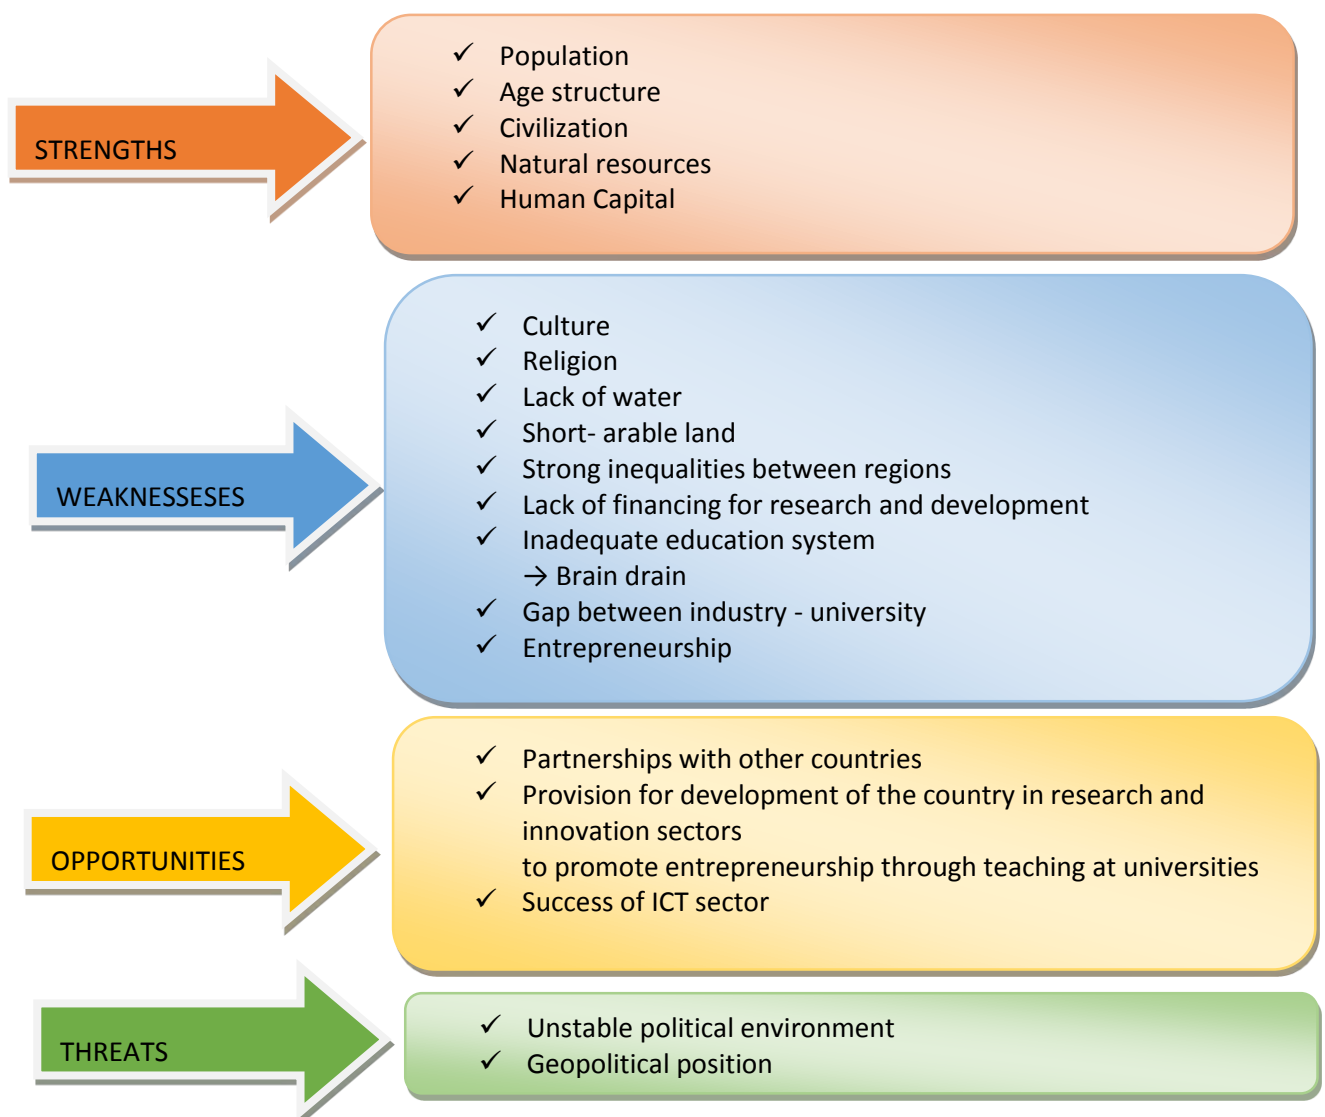 STRENGTHS
✓ Population
✓ Age structure
✓ Civilization
✓ Natural resources
✓ Human Capital
WEAKNESSESES
✓ Culture
✓ Religion
✓ Lack of water
✓ Short- arable land
✓ Strong inequalities between regions
✓ Lack of financing for research and development
✓ Inadequate education system
→ Brain drain
✓ Gap between industry - university
✓ Entrepreneurship
OPPORTUNITIES
✓ Partnerships with other countries
✓ Provision for development of the country in research and
innovation sectors
to promote entrepreneurship through teaching at universities
✓ Success of ICT sector
THREATS
✓ Unstable political environment
✓ Geopolitical position